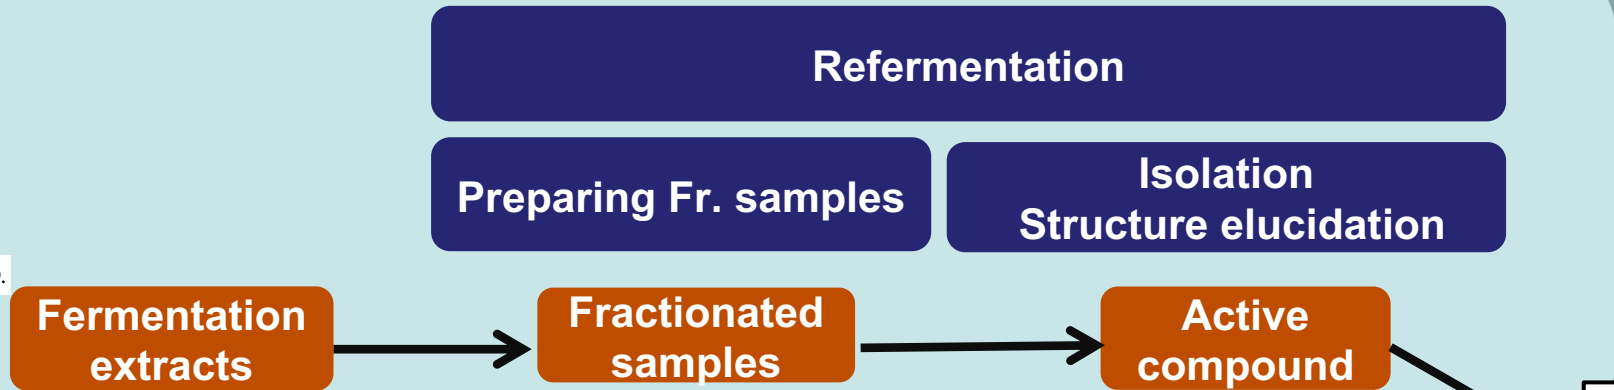 Refermentation
Preparing Fr. samples
Isolation
Structure elucidation
Fermentation
extracts
Fractionated
samples
Active
compound